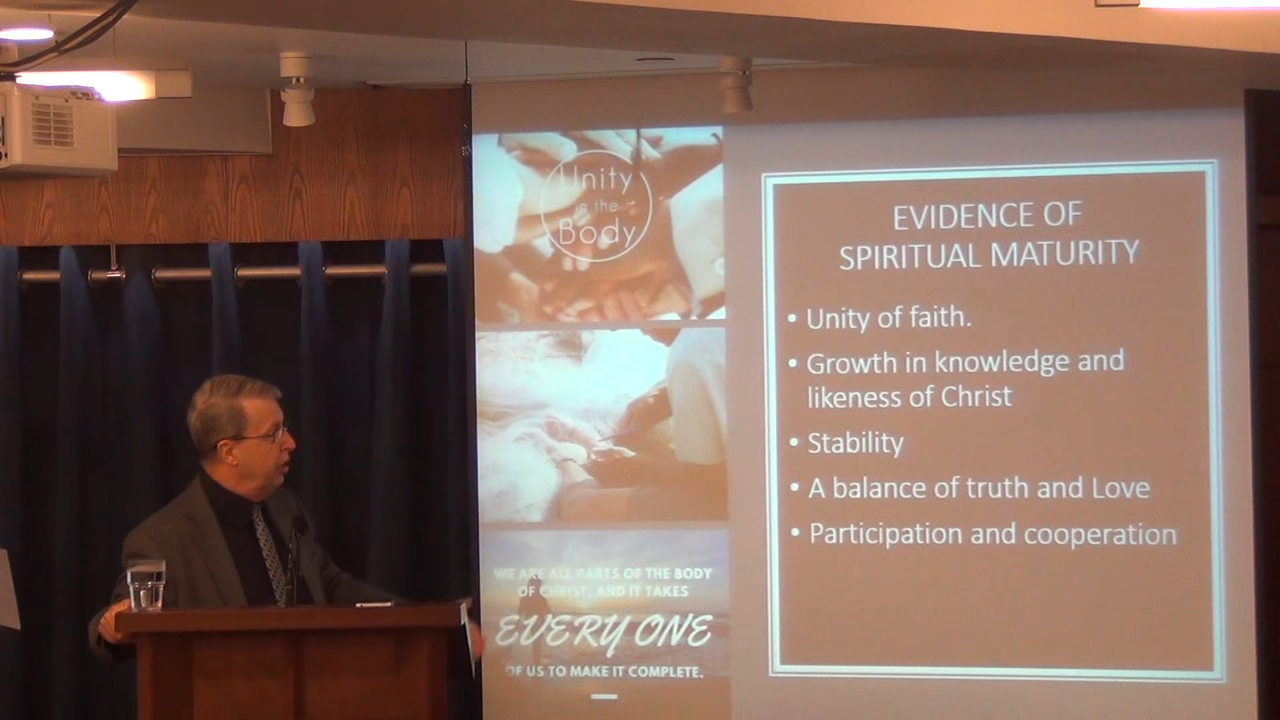 Unity
in the
Body
WE ARE ALL PARTS OF THE BODY
OF CHRIST, AND IT TAKES
EVERY ONE
OF US TO MAKE IT COMPLETE.
EVIDENCE OF
SPIRITUAL MATURITY
• Unity of faith.
• Growth in knowledge and
likeness of Christ
• Stability
• A balance of truth and Love
• Participation and cooperation